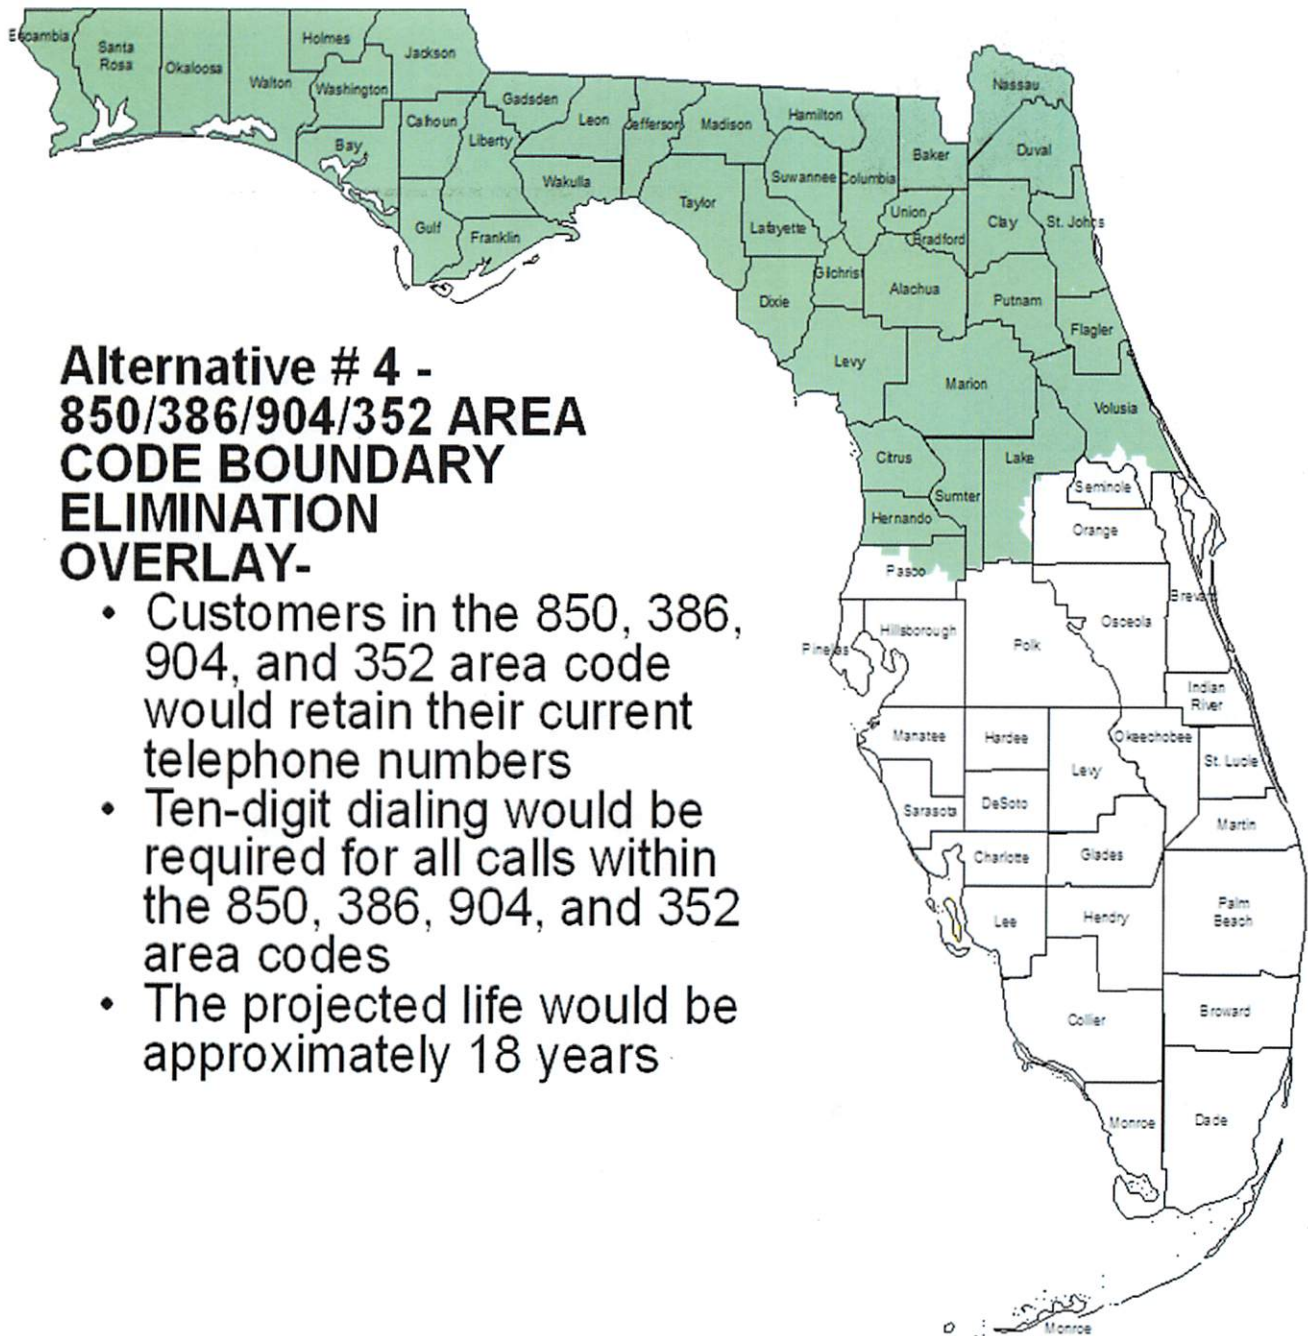 Escambia
Santa
Rosa
Okaloosa
Walton
Holmes
Washington
Jackson
Bay
Calhoun
Gulf
Liberty
Gadsden
Franklin
Leon
Wakulla
Jefferson
Madison
Taylor
Hamilton
Suwannee
Lafayette
Dixie
Columbia
Gilchrist
Baker
Union
Bradford
Alachua
Nassau
Duval
Clay
St. Johns
Putnam
Flagler
Levy
Marion
Volusia
Citrus
Lake
Sumter
Hernando
Seminole
Orange
Pasco
Brevard
Osceola
Hillsborough
Pinellas
Polk
Indian
River
Manatee
Hardee
Okeechobee
St. Lucie
Levy
Sarasota
DeSoto
Martin
Charlotte
Glades
Palm
Beach
Lee
Hendry
Collier
Broward
Monroe
Dade
Monroe
Alternative # 4 -
850/386/904/352 AREA
CODE BOUNDARY
ELIMINATION
OVERLAY-
• Customers in the 850, 386,
904, and 352 area code
would retain their current
telephone numbers
• Ten-digit dialing would be
required for all calls within
the 850, 386, 904, and 352
area codes
• The projected life would be
approximately 18 years